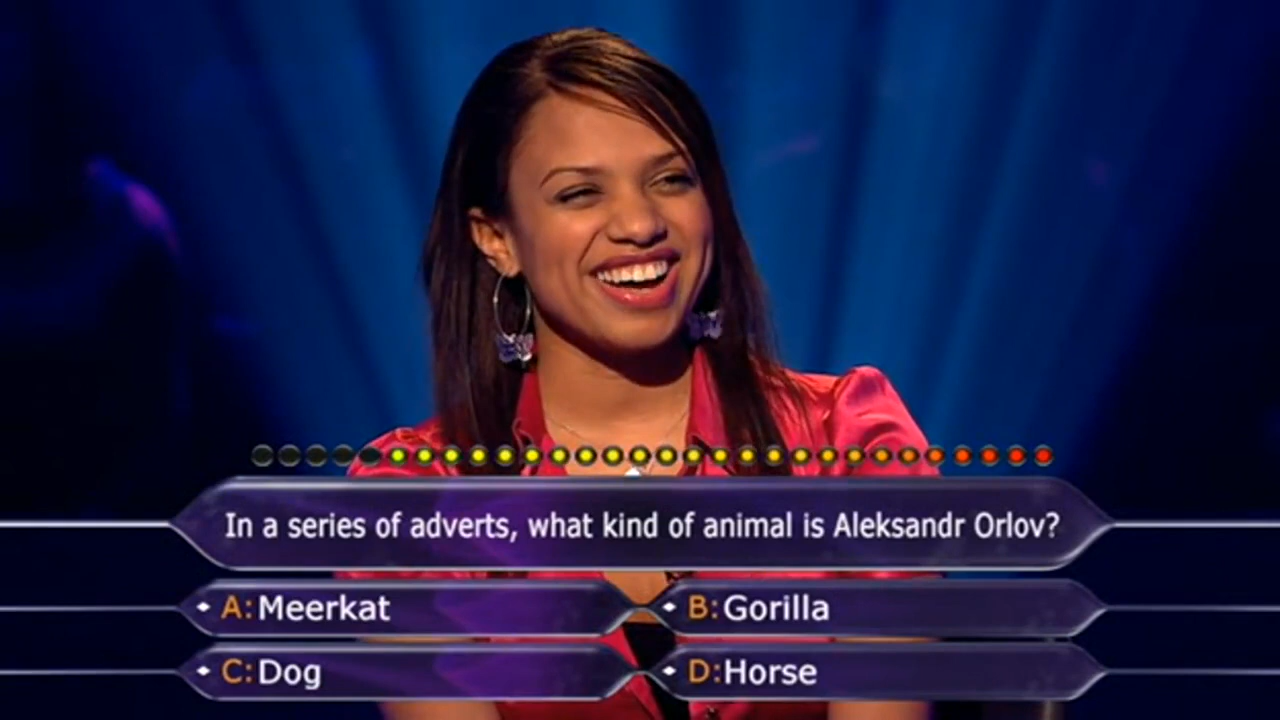 In a series of adverts, what kind of animal is Aleksandr Orlov?
A: Meerkat
B: Gorilla
C: Dog
D: Horse